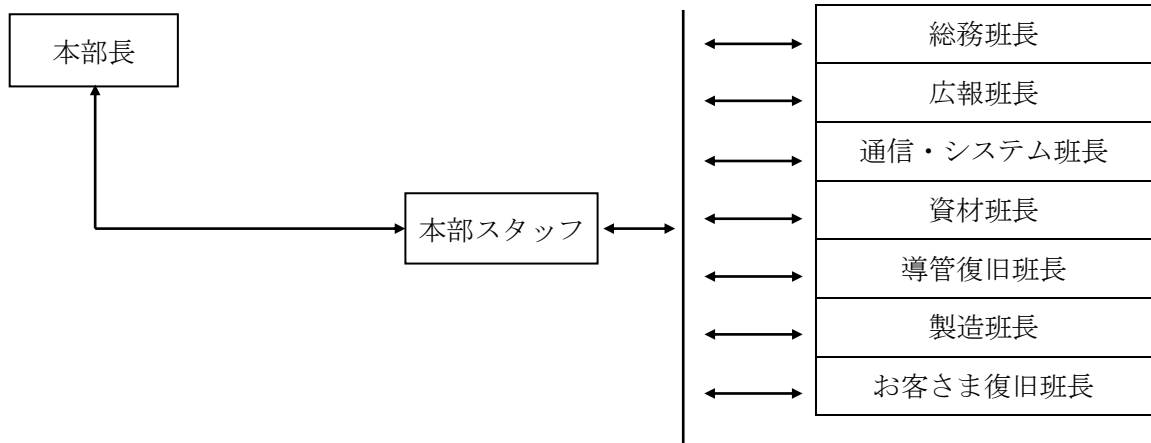 本部長
本部スタッフ
総務班長
広報班長
通信・システム班長
資材班長
導管復旧班長
製造班長
お客さま復旧班長